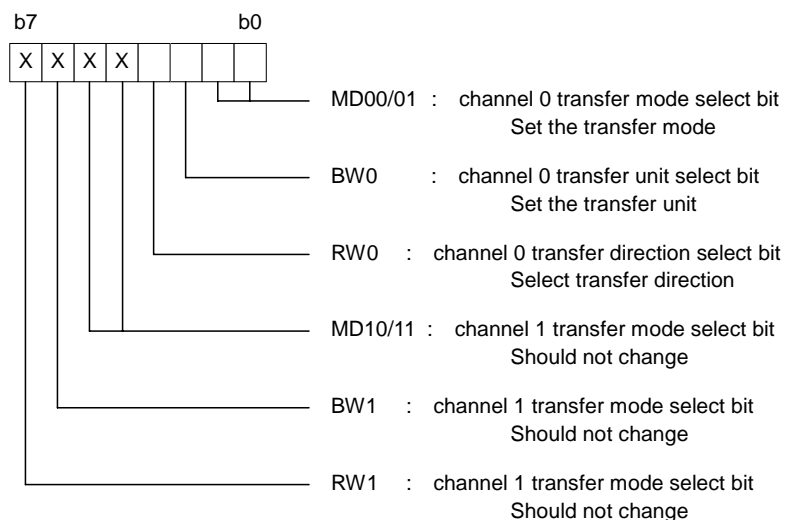 b7 b0
X X X X
MD00/01 : channel 0 transfer mode select bit
Set the transfer mode
BW0 : channel 0 transfer unit select bit
Set the transfer unit
RW0 : channel 0 transfer direction select bit
Select transfer direction
MD10/11 : channel 1 transfer mode select bit
Should not change
BW1 : channel 1 transfer mode select bit
Should not change
RW1 : channel 1 transfer mode select bit
Should not change